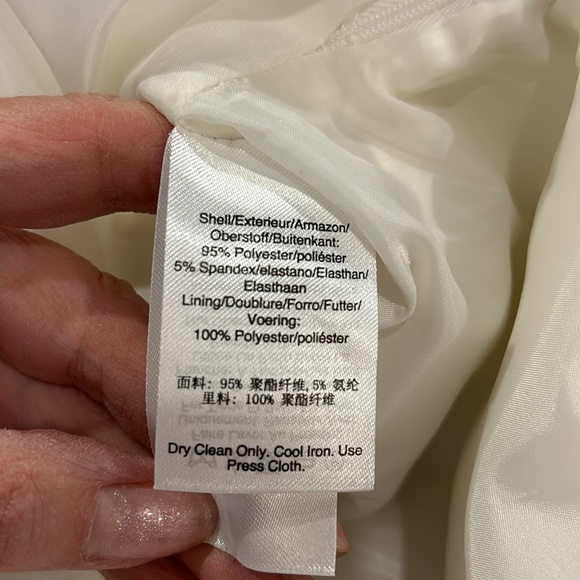 Shell/Exterieur/Armazon/
Oberstoff/Buitenkant:
95% Polyester/poliéster
5% Spandex/elastano/Elasthan/
Elasthaan
Lining/Doublure/Forro/Futter/
Voering:
100% Polyester/poliéster
面料: 95% 聚酯纤维,5% 氨纶
里料: 100% 聚酯纤维
Dry Clean Only. Cool Iron. Use
Press Cloth.